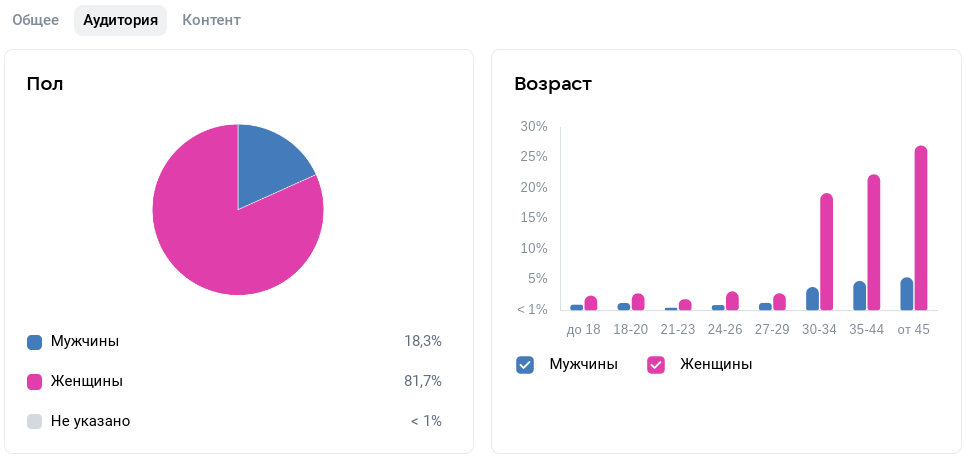 Общее Аудитория Контент
Пол
Мужчины 18,3%
Женщины 81,7%
Не указано < 1%
Возраст
30%
25%
20%
15%
10%
5%
< 1%
до 18 18-20 21-23 24-26 27-29 30-34 35-44 от 45
Мужчины Женщины